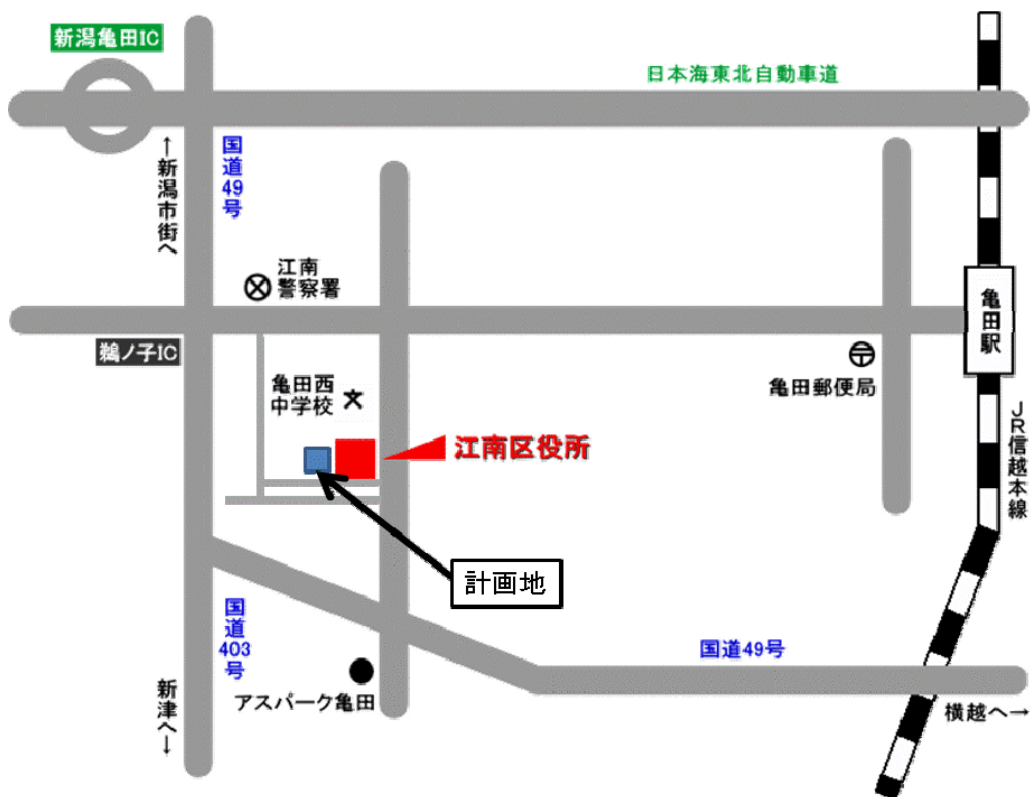 新潟亀田IC
日本海東北自動車道
↑新潟市街へ
国道49号
江南
警察署
亀田駅
鵜ノ子IC
亀田西
中学校
亀田郵便局
JR信越本線
江南区役所
計画地
国道403号
国道49号
アスパーク亀田
新津へ↓
横越へ→